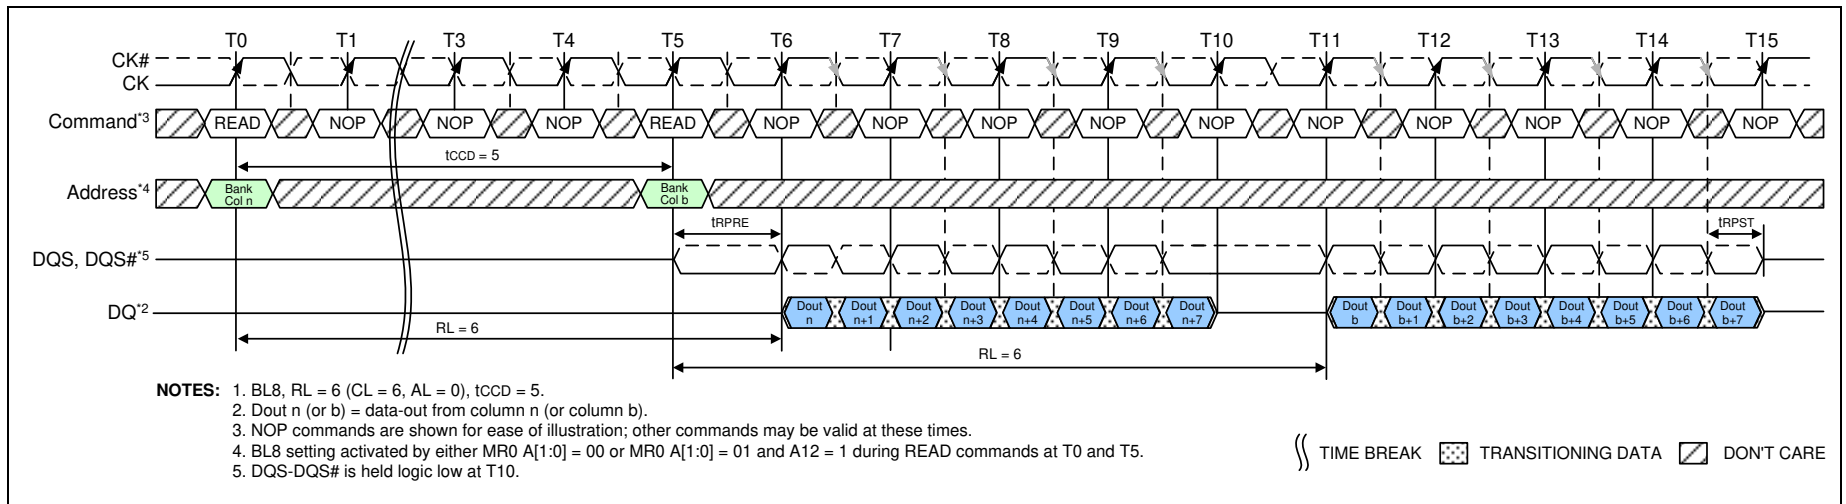 T0 T1 T3 T4 T5 T6 T7 T8 T9 T10 T11 T12 T13 T14 T15
CK#
CK
Command*3 READ NOP NOP NOP READ NOP NOP NOP NOP NOP NOP NOP NOP NOP NOP
tCCD = 5
Address*4 Bank Col n Bank Col b
tRPRE tRPST
DQS, DQS#*5
DQ*2 Dout n Dout n+1 Dout n+2 Dout n+3 Dout n+4 Dout n+5 Dout n+6 Dout n+7 Dout b Dout b+1 Dout b+2 Dout b+3 Dout b+4 Dout b+5 Dout b+6 Dout b+7
RL = 6
RL = 6
NOTES: 1. BL8, RL = 6 (CL = 6, AL = 0), tCCD = 5.
2. Dout n (or b) = data-out from column n (or column b).
3. NOP commands are shown for ease of illustration; other commands may be valid at these times.
4. BL8 setting activated by either MR0 A[1:0] = 00 or MR0 A[1:0] = 01 and A12 = 1 during READ commands at T0 and T5.
5. DQS-DQS# is held logic low at T10.
TIME BREAK TRANSITIONING DATA DON'T CARE